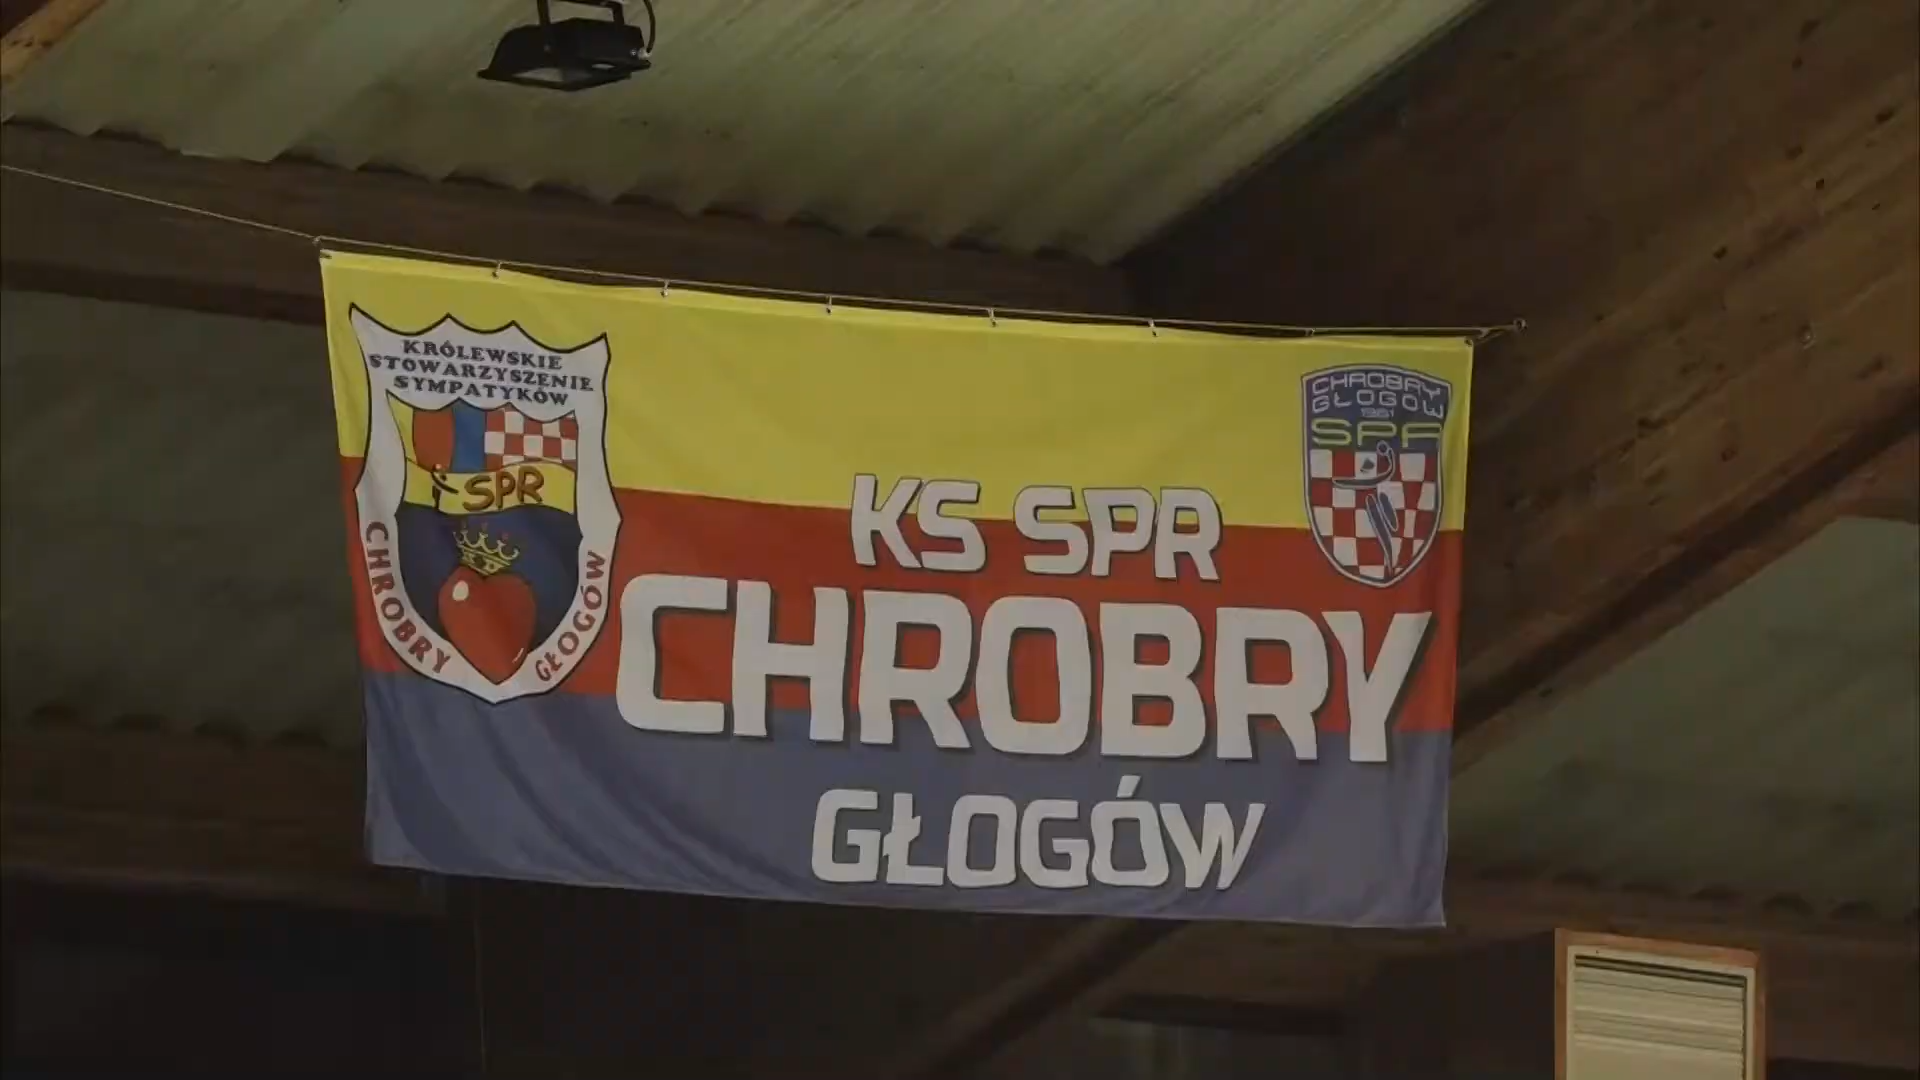 KRÓLEWSKIE
STOWARZYSZENIE
SYMPATYKÓW
SPR
CHROBRY GŁOGÓW
KS SPR
CHROBRY
GŁOGÓW
CHROBRY
GŁOGÓW
1961
SPR